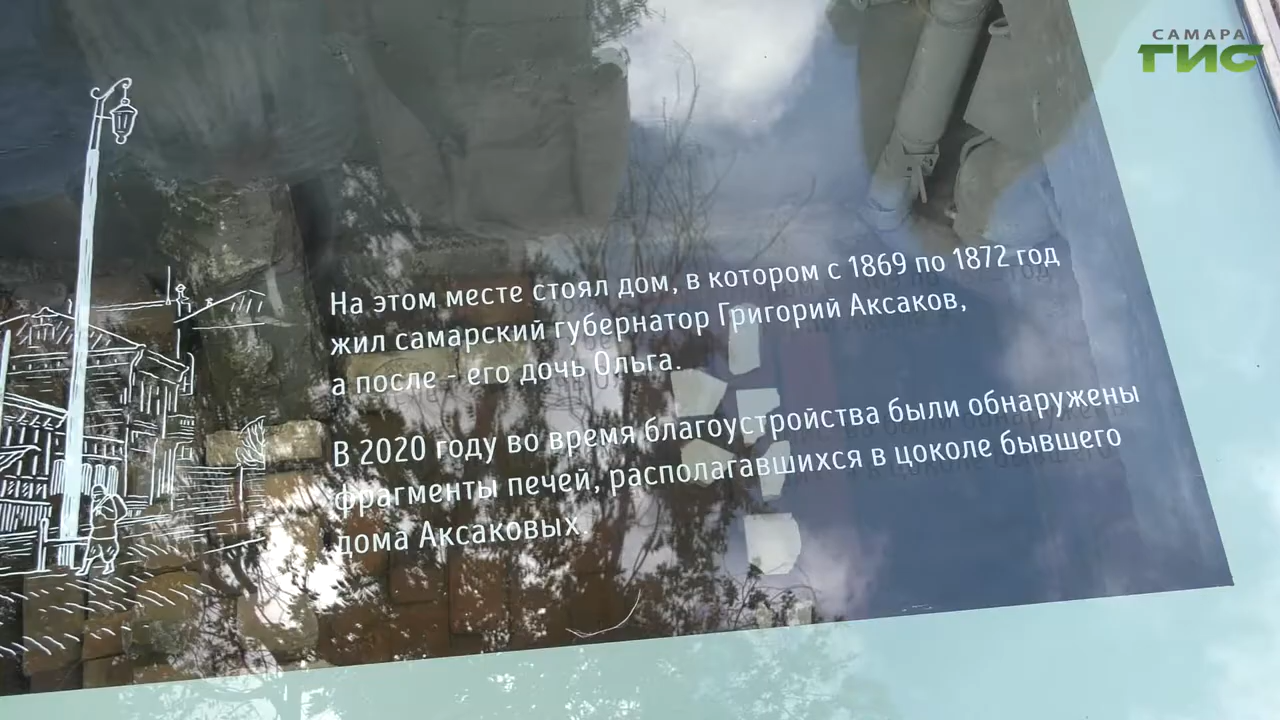 САМАРА
ГИС
На этом месте стоял дом, в котором с 1869 по 1872 год
жил самарский губернатор Григорий Аксаков,
а после - его дочь Ольга.
В 2020 году во время благоустройства были обнаружены
фрагменты печей, располагавшихся в цоколе бывшего
дома Аксаковых.